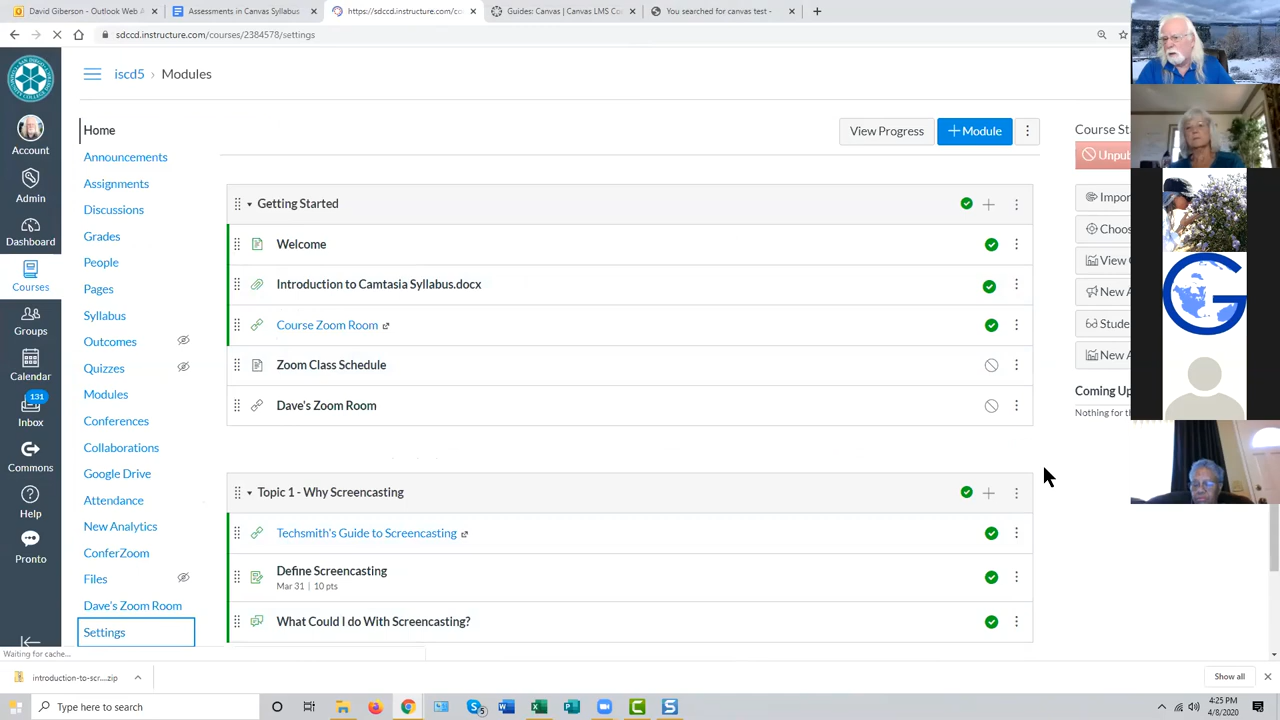 David Giberson - Outlook Web A
Assessments in Canvas Syllabus
https://sdccd.instructure.com/co
Guides: Canvas | Canvas LMS Co
You searched for canvas test -
sdccd.instructure.com/courses/2384578/settings
iscd5 › Modules
Account
Admin
Dashboard
Courses
Groups
Calendar
131
Inbox
Commons
Help
Pronto
Home
Announcements
Assignments
Discussions
Grades
People
Pages
Syllabus
Outcomes
Quizzes
Modules
Conferences
Collaborations
Google Drive
Attendance
New Analytics
ConferZoom
Files
Dave's Zoom Room
Settings
View Progress
+ Module
Getting Started
Welcome
Introduction to Camtasia Syllabus.docx
Course Zoom Room
Zoom Class Schedule
Dave's Zoom Room
Topic 1 - Why Screencasting
Techsmith's Guide to Screencasting
Define Screencasting
Mar 31 | 10 pts
What Could I do With Screencasting?
Course Sta
Unpub
Impor
Choos
View C
New A
Stude
New A
Coming Up
Nothing for th
G
Waiting for cache...
introduction-to-scr....zip
Show all
Type here to search
5
4:25 PM
4/8/2020